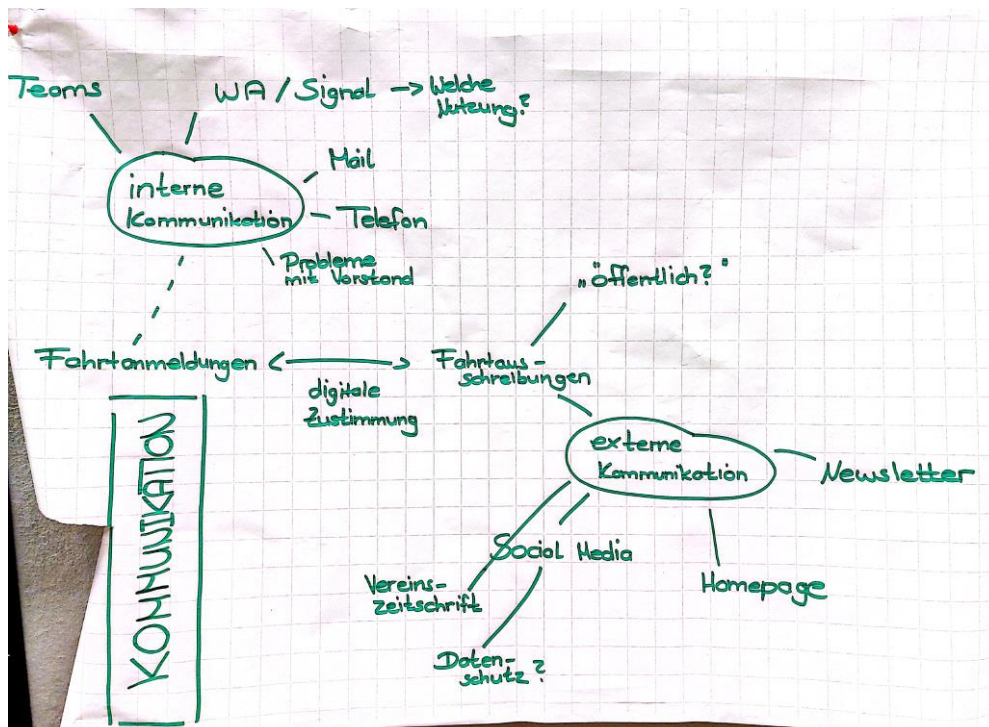 Teams
WA / Signal -> Welche
Nutzung?
Mail
interne
Kommunikation
Telefon
Probleme
mit Vorstand
„öffentlich?"
Fahrtanmeldungen <-> Fahrtaus-
schreibungen
digitale
Zustimmung
externe
Kommunikation
Newsletter
Social Media
Homepage
Vereins-
zeitschrift
Daten-
schutz?
KOMMUNIKATION